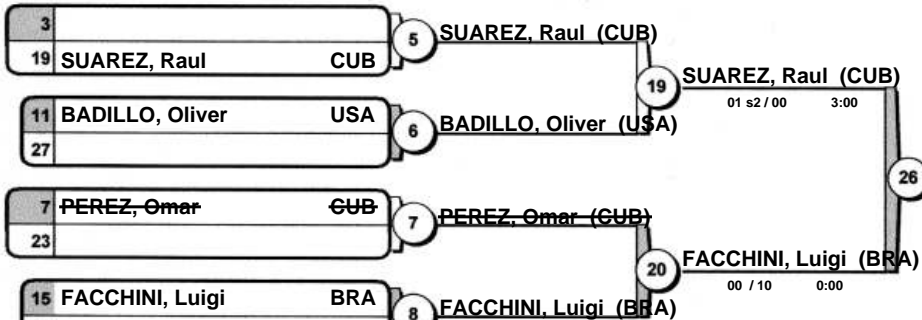 3
5 SUAREZ, Raul (CUB)
19 SUAREZ, Raul CUB
19 SUAREZ, Raul (CUB)
01 s2 / 00 3:00
11 BADILLO, Oliver USA
6 BADILLO, Oliver (USA)
27
26
7 PEREZ, Omar CUB
7 PEREZ, Omar (CUB)
23
20 FACCHINI, Luigi (BRA)
00 / 10 0:00
15 FACCHINI, Luigi BRA
8 FACCHINI, Luigi (BRA)